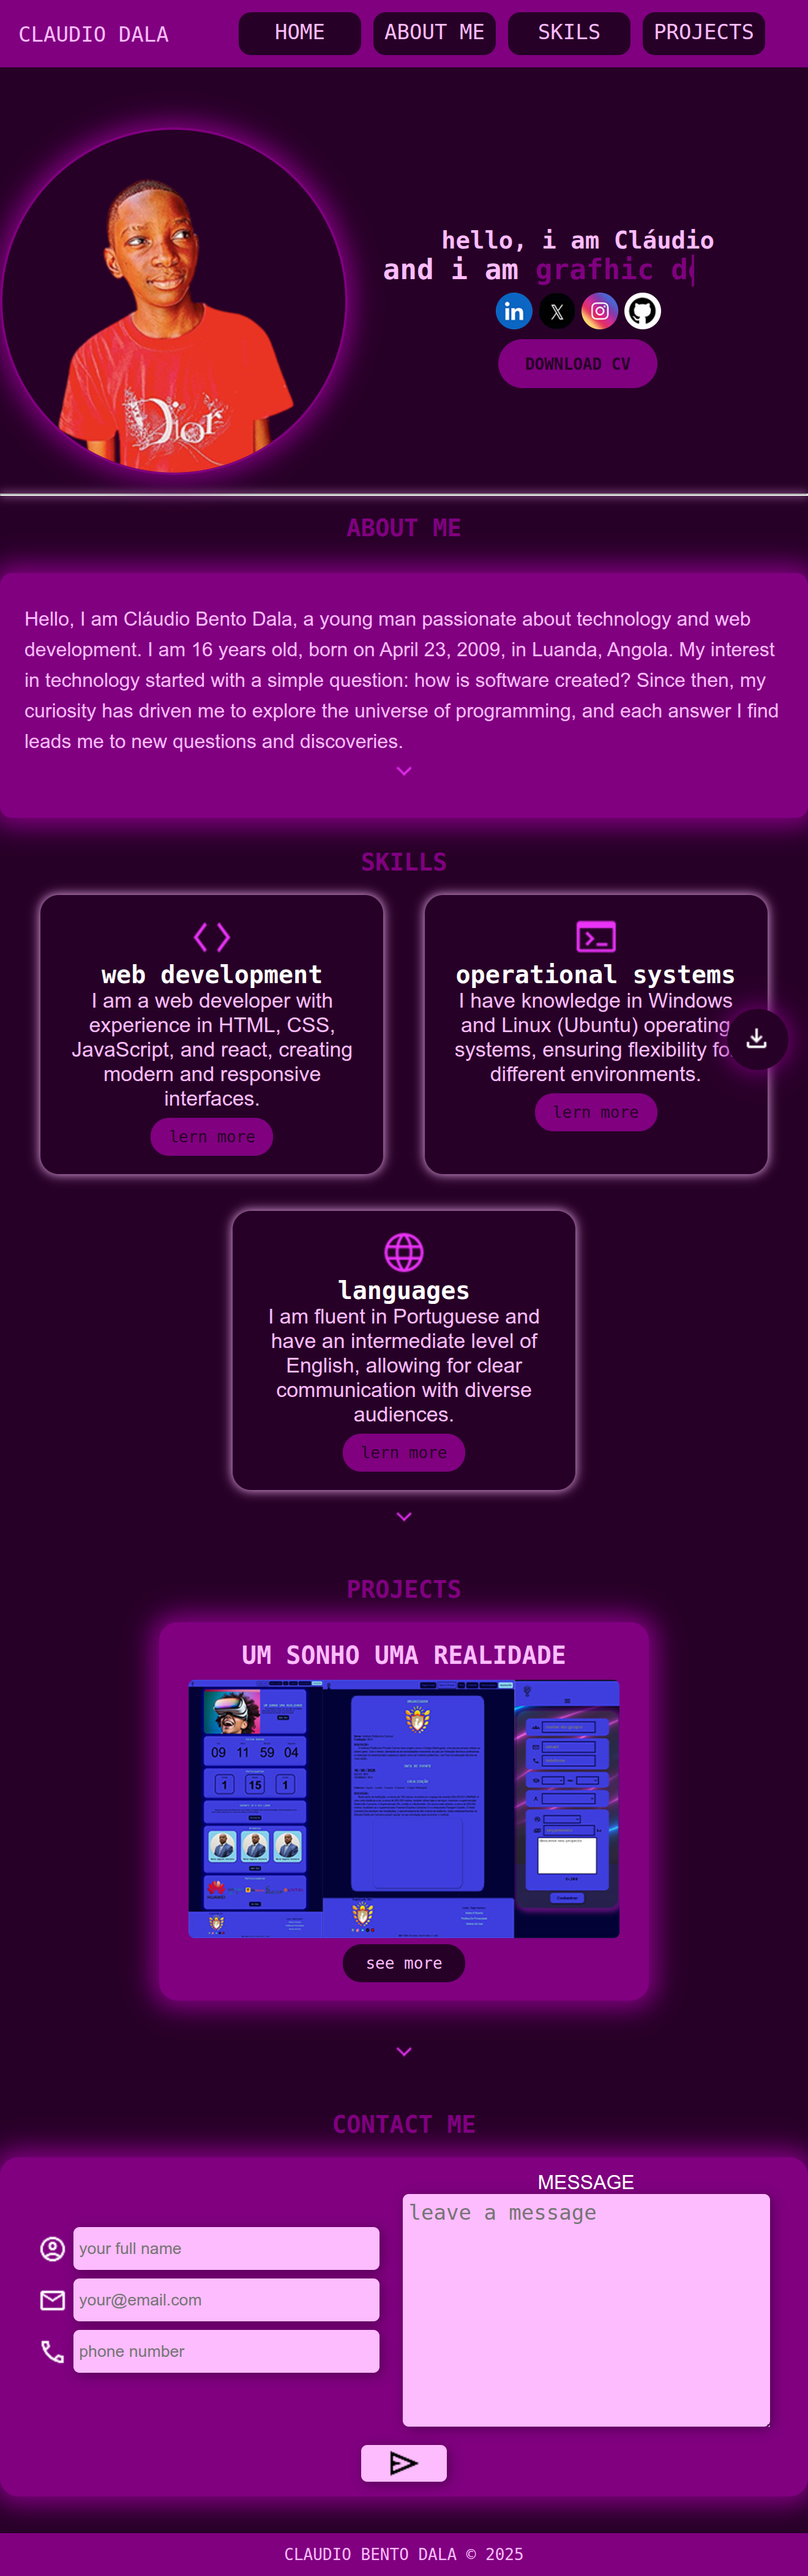 CLAUDIO DALA
HOME
ABOUT ME
SKILS
PROJECTS
hello, i am Cláudio
and i am grafhic d
in
Dior
DOWNLOAD CV
ABOUT ME
Hello, I am Cláudio Bento Dala, a young man passionate about technology and web
development. I am 16 years old, born on April 23, 2009, in Luanda, Angola. My interest
in technology started with a simple question: how is software created? Since then, my
curiosity has driven me to explore the universe of programming, and each answer I find
leads me to new questions and discoveries.
SKILLS
web development
I am a web developer with
experience in HTML, CSS,
JavaScript, and react, creating
modern and responsive
interfaces.
lern more
operational systems
I have knowledge in Windows
and Linux (Ubuntu) operating
systems, ensuring flexibility for
different environments.
lern more
languages
I am fluent in Portuguese and
have an intermediate level of
English, allowing for clear
communication with diverse
audiences.
lern more
PROJECTS
UM SONHO UMA REALIDADE
09 11 59 04
1 15 1
see more
CONTACT ME
your full name
your@email.com
phone number
MESSAGE
leave a message
CLAUDIO BENTO DALA © 2025